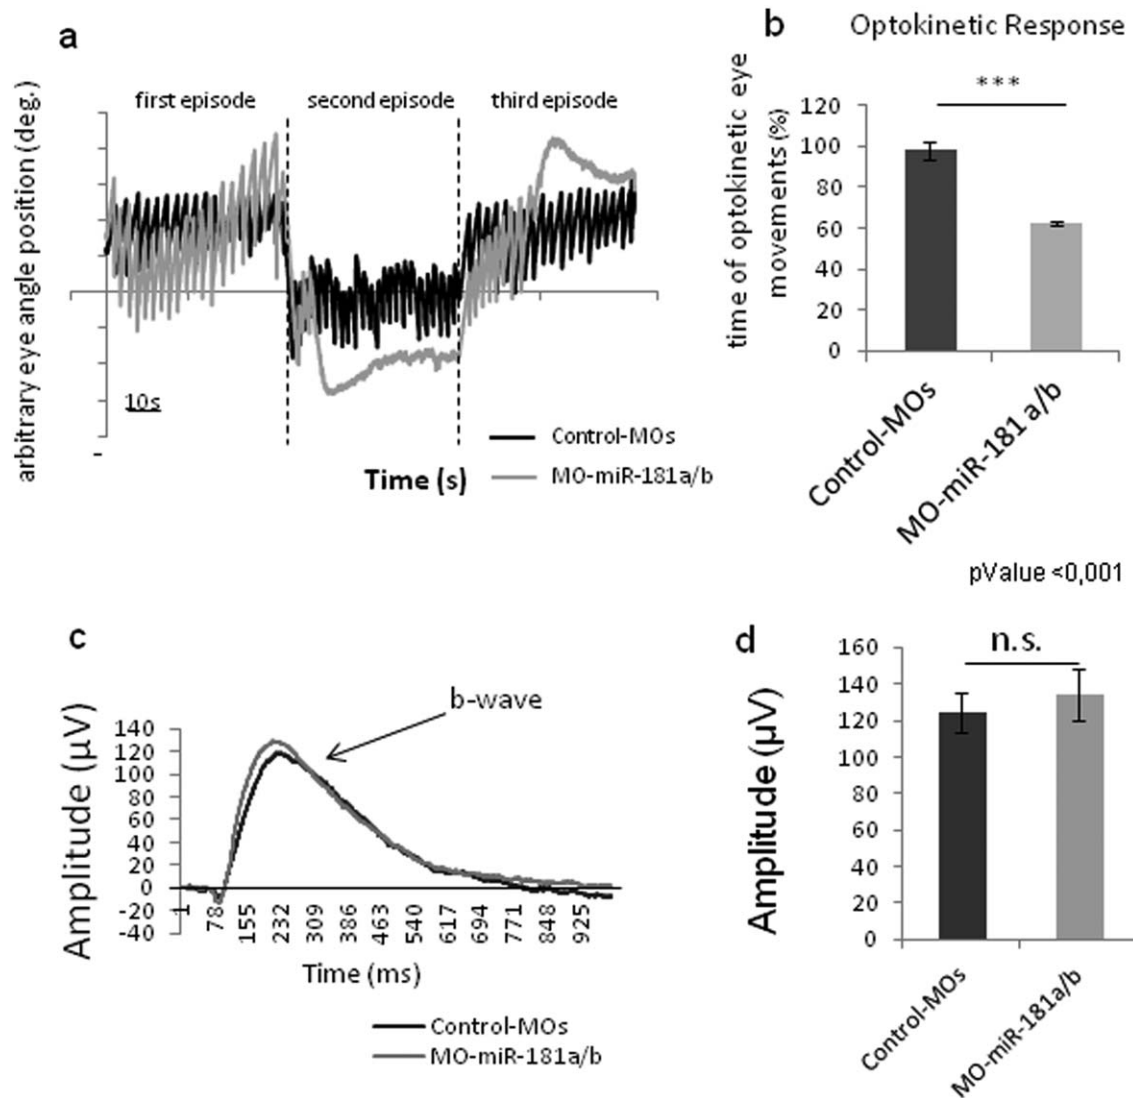 a
arbitrary eye angle position (deg.)
first episode
second episode
third episode
10s
-
Time (s)
Control-MOs
MO-miR-181a/b
b
Optokinetic Response
time of optokinetic eye
movements (%)
***
120
100
80
60
40
20
0
Control-MOs
MO-miR-181 a/b
pValue <0,001
c
b-wave
Amplitude (µV)
140
120
100
80
60
40
20
0
-20
-40
1
78
155
232
309
386
463
540
617
694
771
848
925
Time (ms)
Control-MOs
MO-miR-181a/b
d
n.s.
Amplitude (µV)
160
140
120
100
80
60
40
20
0
Control-MOs
MO-miR-181a/b